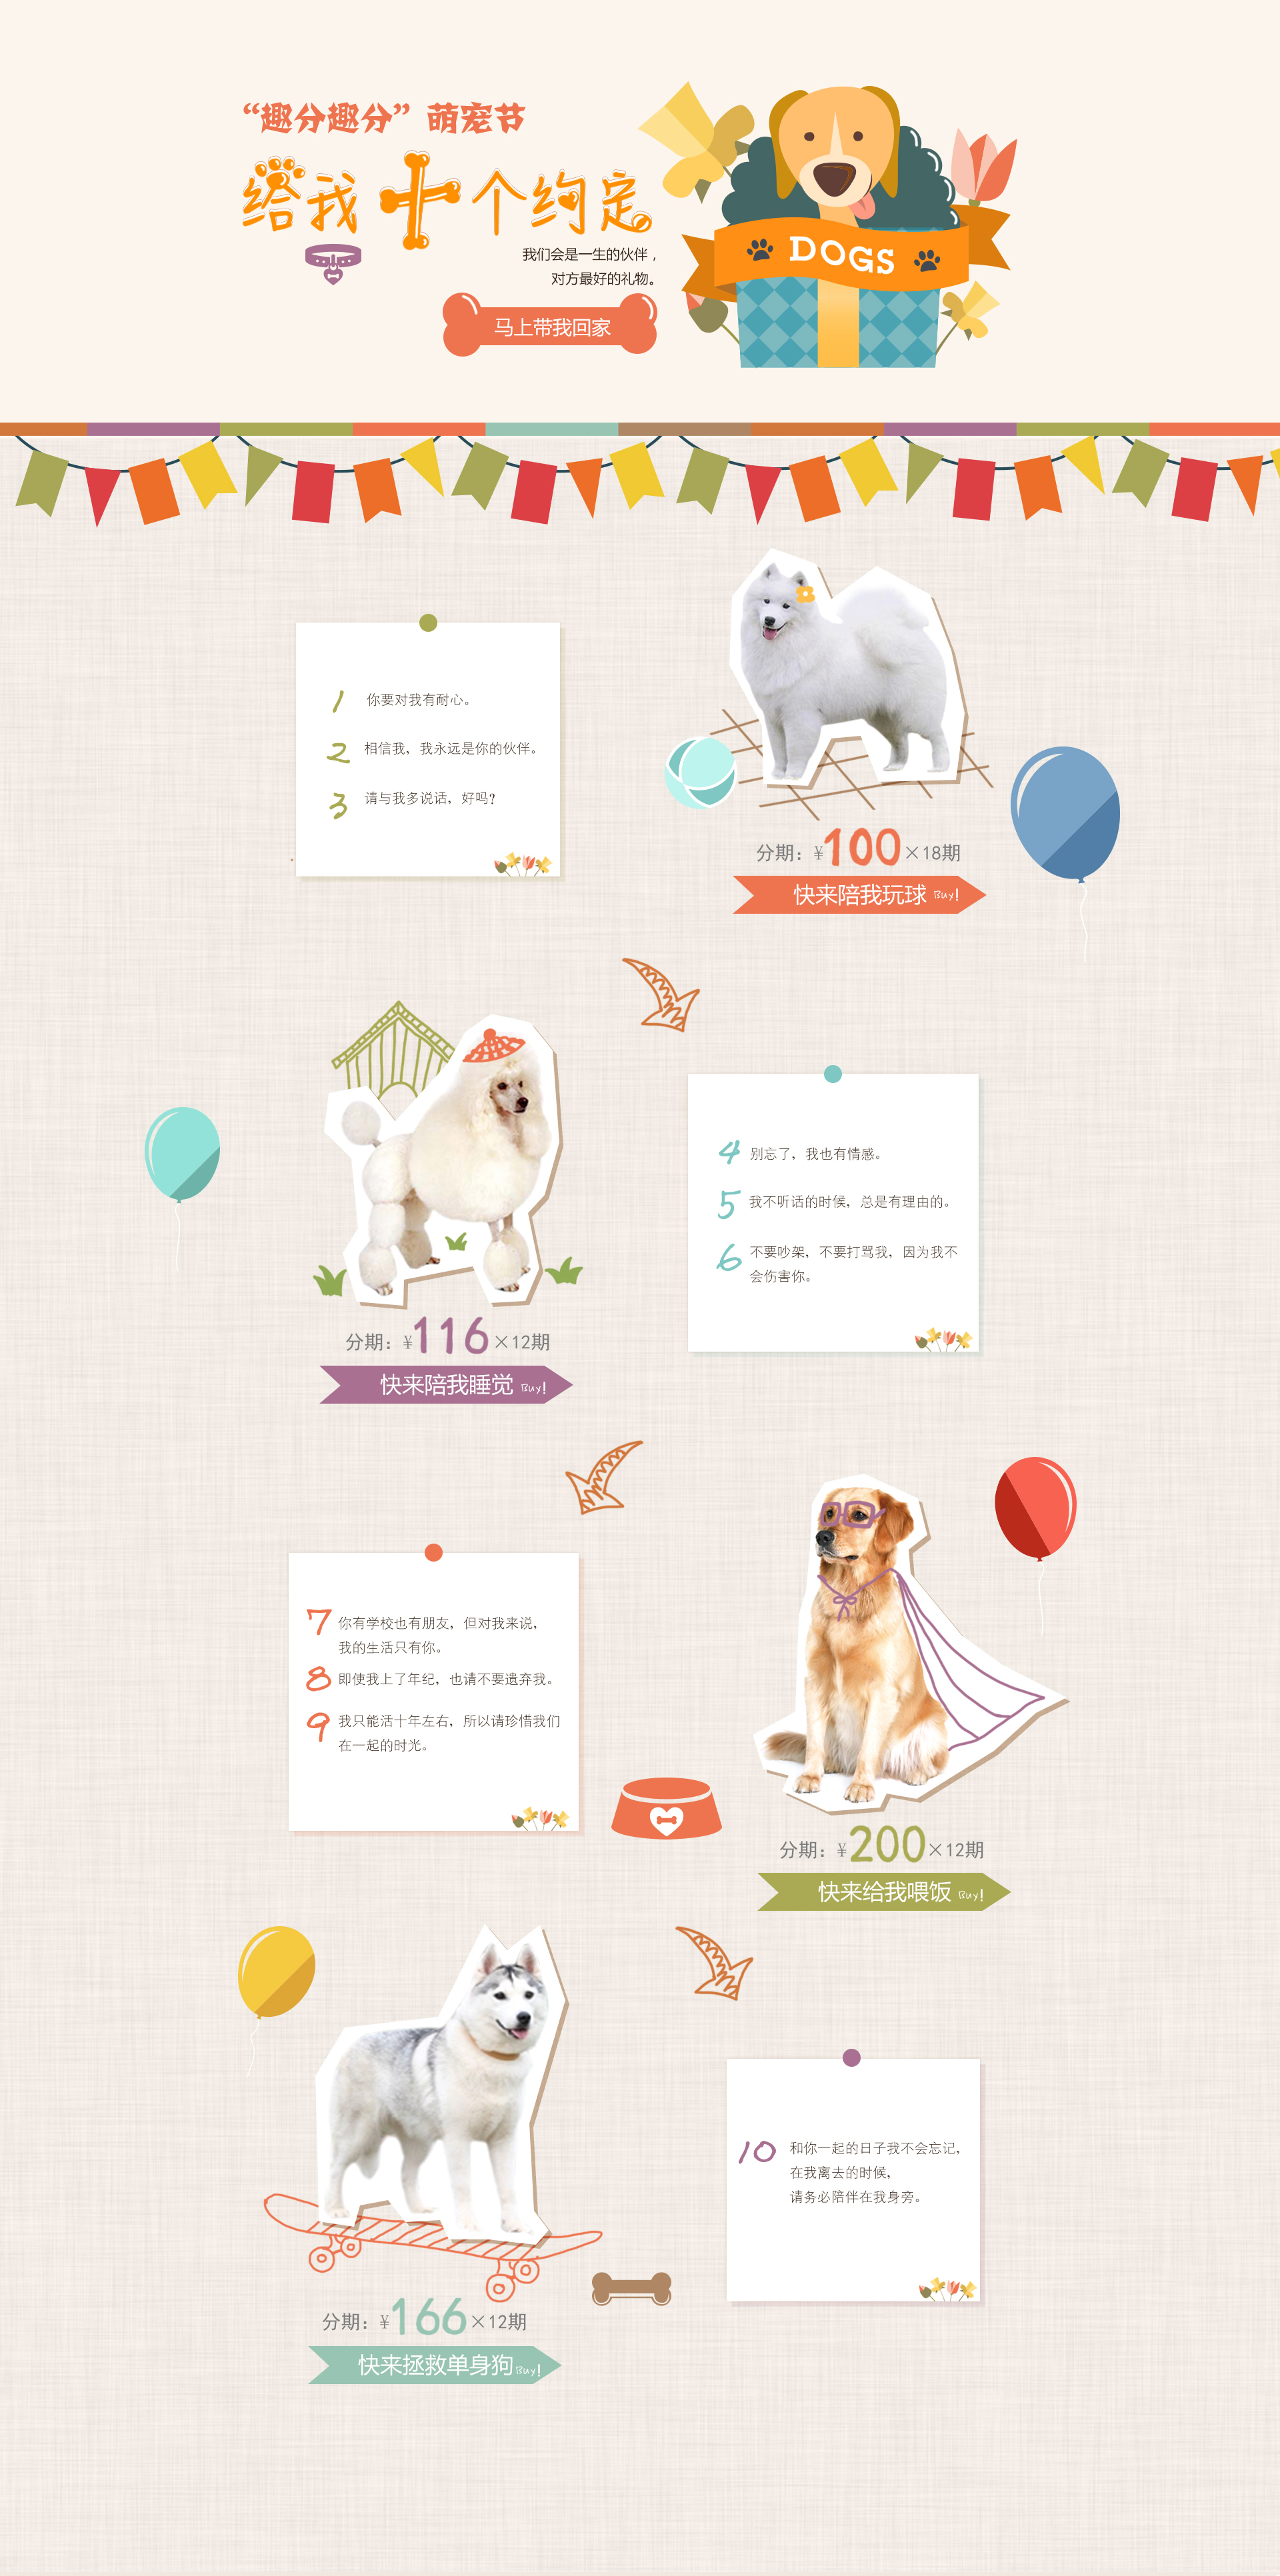 “趣分趣分”萌宠节
给我十个约定
我们会是一生的伙伴，
对方最好的礼物。
马上带我回家
DOGS
1 你要对我有耐心。
2 相信我，我永远是你的伙伴。
3 请与我多说话，好吗？
分期：¥100×18期
快来陪我玩球 Buy!
4 别忘了，我也有情感。
5 我不听话的时候，总是有理由的。
6 不要吵架，不要打骂我，因为我不
会伤害你。
分期：¥116×12期
快来陪我睡觉 Buy!
7 你有学校也有朋友，但对我来说，
我的生活只有你。
8 即使我上了年纪，也请不要遗弃我。
9 我只能活十年左右，所以请珍惜我们
在一起的时光。
分期：¥200×12期
快来给我喂饭 Buy!
10 和你一起的日子我不会忘记，
在我离去的时候，
请务必陪伴在我身旁。
分期：¥166×12期
快来拯救单身狗 Buy!